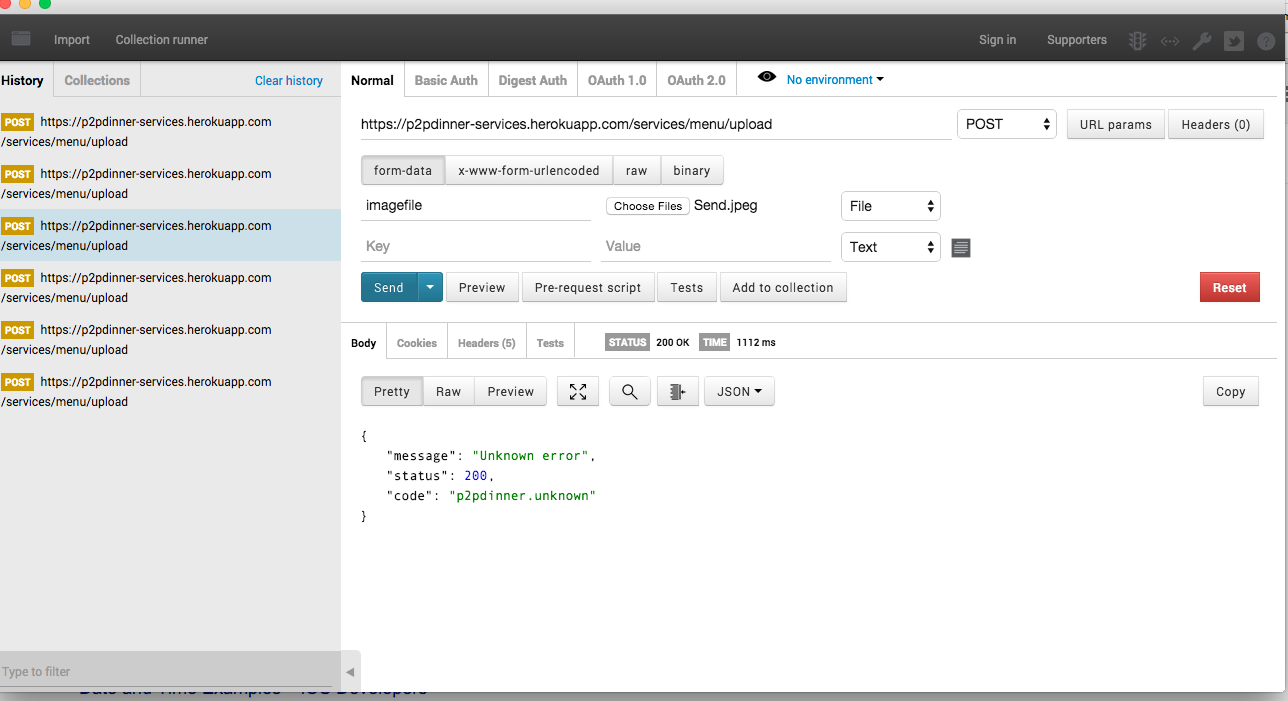 Import Collection runner Sign in Supporters
History Collections Clear history
POST https://p2pdinner-services.herokuapp.com
/services/menu/upload
POST https://p2pdinner-services.herokuapp.com
/services/menu/upload
POST https://p2pdinner-services.herokuapp.com
/services/menu/upload
POST https://p2pdinner-services.herokuapp.com
/services/menu/upload
POST https://p2pdinner-services.herokuapp.com
/services/menu/upload
POST https://p2pdinner-services.herokuapp.com
/services/menu/upload
Type to filter
Normal Basic Auth Digest Auth OAuth 1.0 OAuth 2.0 No environment
https://p2pdinner-services.herokuapp.com/services/menu/upload POST URL params Headers (0)
form-data x-www-form-urlencoded raw binary
imagefile Choose Files Send.jpeg File
Key Value Text
Send Preview Pre-request script Tests Add to collection Reset
Body Cookies Headers (5) Tests STATUS 200 OK TIME 1112 ms
Pretty Raw Preview JSON Copy
{
"message": "Unknown error",
"status": 200,
"code": "p2pdinner.unknown"
}
Date and Time Examples - iOS Developers